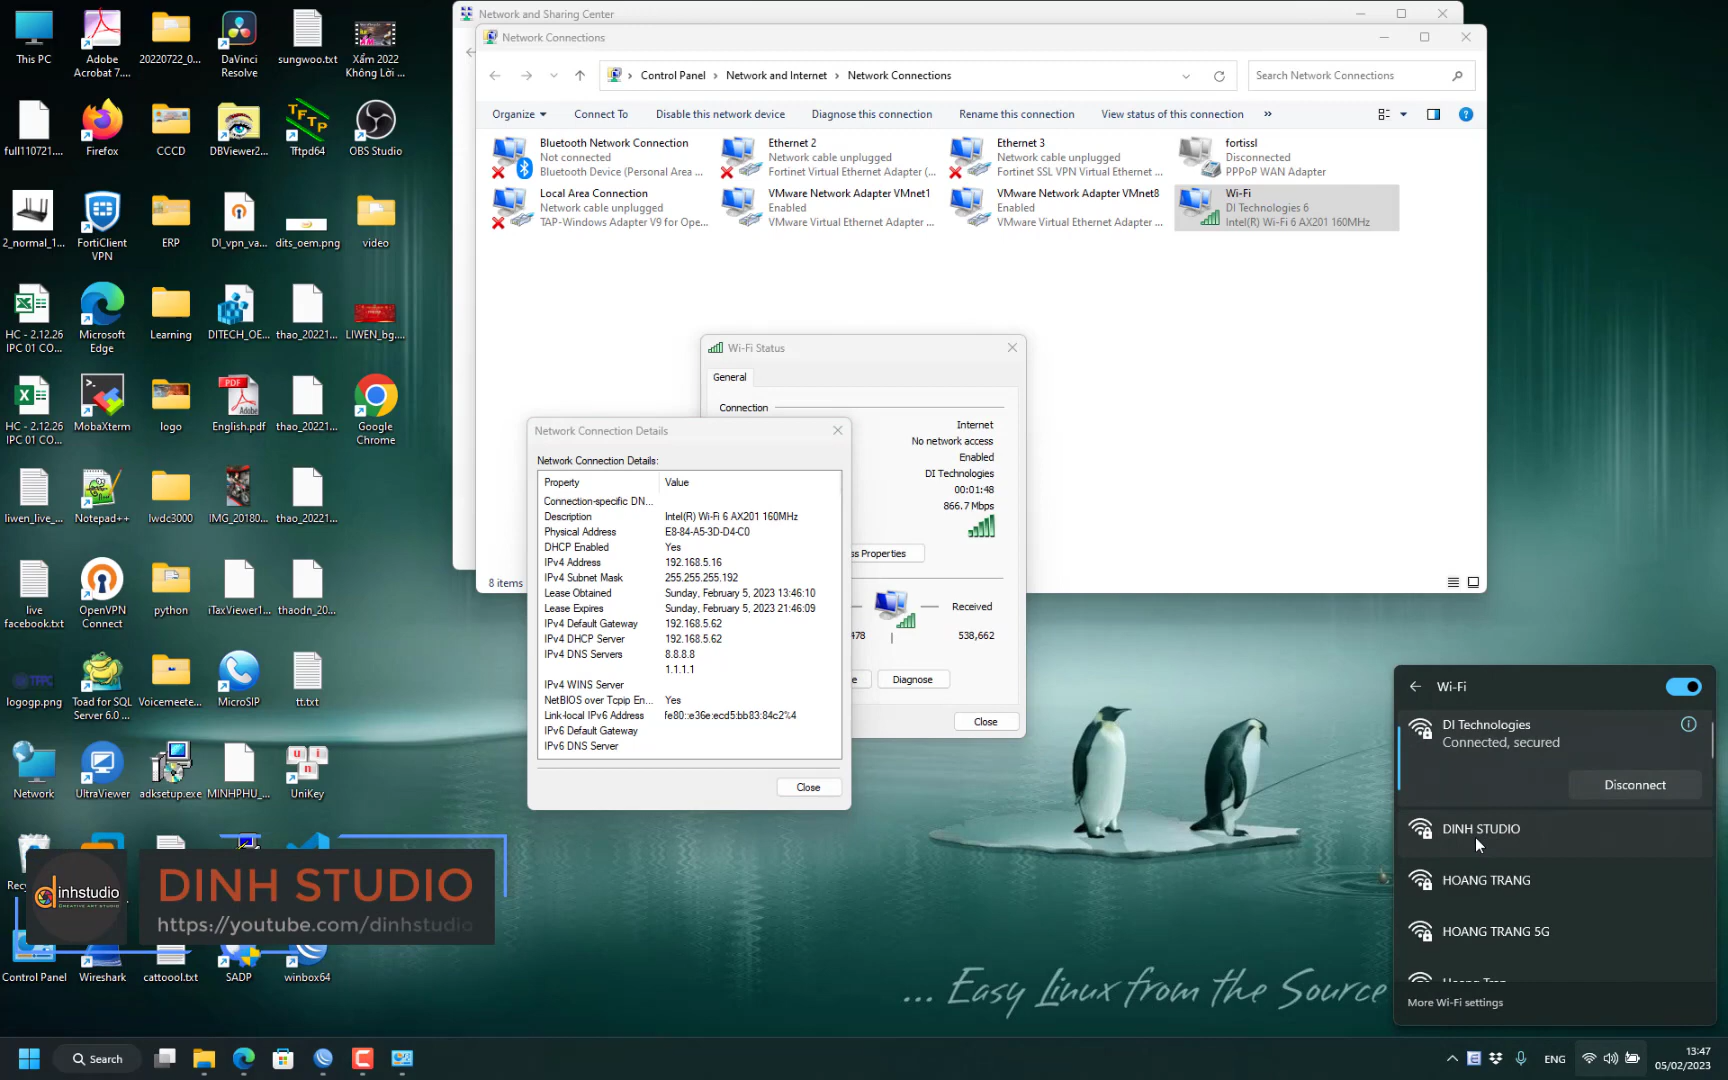 This PC
Adobe
Acrobat 7....
20220722_0...
DaVinci
Resolve
sungwoo.txt
Xẩm 2022
Không Lời ...
full110721....
Firefox
CCCD
DBViewer2...
Tftpd64
OBS Studio
2_normal_1...
FortiClient
VPN
ERP
DI_vpn_va...
dits_oem.png
video
HC - 2.12.26
IPC 01 CO...
Microsoft
Edge
Learning
DITECH_OE...
thao_20221...
LIWEN_bg....
HC - 2.12.26
IPC 01 CO...
MobaXterm
logo
English.pdf
thao_20221...
Google
Chrome
liwen_live_...
Notepad++
lwdc3000
IMG_20180...
thao_20221...
live
facebook.txt
OpenVPN
Connect
python
iTaxViewer1...
thaodn_20...
logogp.png
Toad for SQL
Server 6.0 ...
Voicemeete...
MicroSIP
tt.txt
Network
UltraViewer
adksetup.exe
MINHPHU_...
UniKey
Control Panel
Wireshark
cattoool.txt
SADP
winbox64
Network and Sharing Center
Network Connections
Control Panel
Network and Internet
Network Connections
Search Network Connections
Organize
Connect To
Disable this network device
Diagnose this connection
Rename this connection
View status of this connection
»
Bluetooth Network Connection
Not connected
Bluetooth Device (Personal Area ...
Ethernet 2
Network cable unplugged
Fortinet Virtual Ethernet Adapter (...
Ethernet 3
Network cable unplugged
Fortinet SSL VPN Virtual Ethernet ...
fortissl
Disconnected
PPPoP WAN Adapter
Local Area Connection
Network cable unplugged
TAP-Windows Adapter V9 for Ope...
VMware Network Adapter VMnet1
Enabled
VMware Virtual Ethernet Adapter ...
VMware Network Adapter VMnet8
Enabled
VMware Virtual Ethernet Adapter ...
Wi-Fi
DI Technologies 6
Intel(R) Wi-Fi 6 AX201 160MHz
8 items
Wi-Fi Status
General
Connection
Internet
No network access
Enabled
DI Technologies
00:01:48
866.7 Mbps
ss Properties
Received
478
538,662
e
Diagnose
Close
Network Connection Details
Network Connection Details:
Property Value
Connection-specific DN...
Description Intel(R) Wi-Fi 6 AX201 160MHz
Physical Address E8-84-A5-3D-D4-C0
DHCP Enabled Yes
IPv4 Address 192.168.5.16
IPv4 Subnet Mask 255.255.255.192
Lease Obtained Sunday, February 5, 2023 13:46:10
Lease Expires Sunday, February 5, 2023 21:46:09
IPv4 Default Gateway 192.168.5.62
IPv4 DHCP Server 192.168.5.62
IPv4 DNS Servers 8.8.8.8
1.1.1.1
IPv4 WINS Server
NetBIOS over Tcpip En... Yes
Link-local IPv6 Address fe80::e36e:ecd5:bb83:84c2%4
IPv6 Default Gateway
IPv6 DNS Server
Close
Wi-Fi
DI Technologies
Connected, secured
Disconnect
DINH STUDIO
HOANG TRANG
HOANG TRANG 5G
More Wi-Fi settings
dinhstudio
CREATIVE ART STUDIO
DINH STUDIO
https://youtube.com/dinhstudio
... Easy Linux from the Source
Search
ENG
13:47
05/02/2023